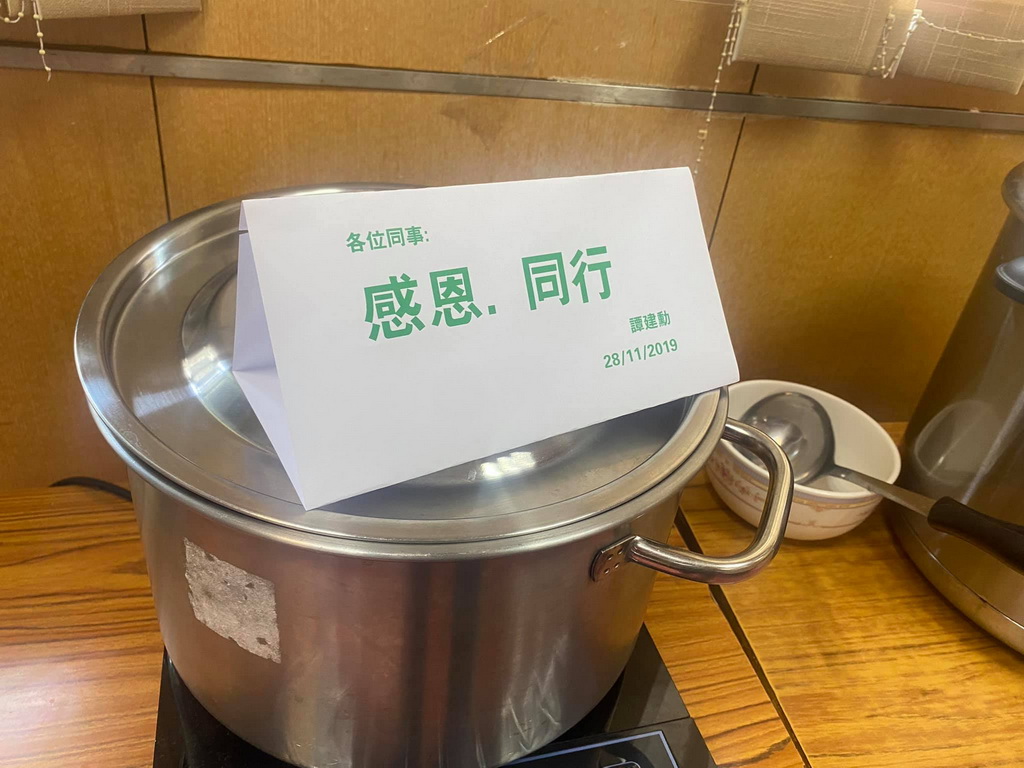 各位同事:
感恩. 同行
譚建勳
28/11/2019